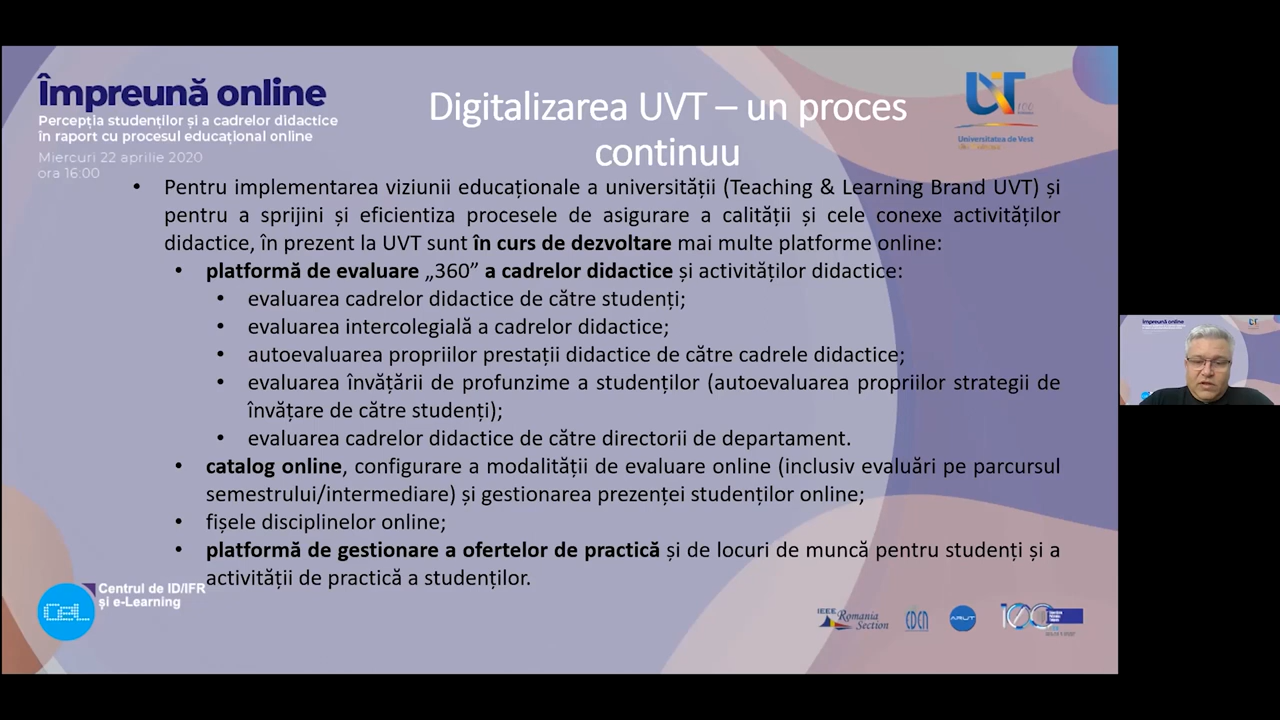 Împreună online
Percepția studenților și a cadrelor didactice
în raport cu procesul educațional online
Miercuri 22 aprilie 2020
ora 16:00
Digitalizarea UVT – un proces
continuu
Universitatea de Vest
din Timișoara
• Pentru implementarea viziunii educaționale a universității (Teaching & Learning Brand UVT) și
pentru a sprijini și eficientiza procesele de asigurare a calității și cele conexe activităților
didactice, în prezent la UVT sunt în curs de dezvoltare mai multe platforme online:
• platformă de evaluare „360” a cadrelor didactice și activităților didactice:
• evaluarea cadrelor didactice de către studenți;
• evaluarea intercolegială a cadrelor didactice;
• autoevaluarea propriilor prestații didactice de către cadrele didactice;
• evaluarea învățării de profunzime a studenților (autoevaluarea propriilor strategii de
învățare de către studenți);
• evaluarea cadrelor didactice de către directorii de departament.
• catalog online, configurare a modalității de evaluare online (inclusiv evaluări pe parcursul
semestrului/intermediare) și gestionarea prezenței studenților online;
• fișele disciplinelor online;
• platformă de gestionare a ofertelor de practică și de locuri de muncă pentru studenți și a
activității de practică a studenților.
Centrul de ID/IFR
și e-Learning
CeL
IEEE Romania
Section
EDEN
ARUT
100
Împreună online